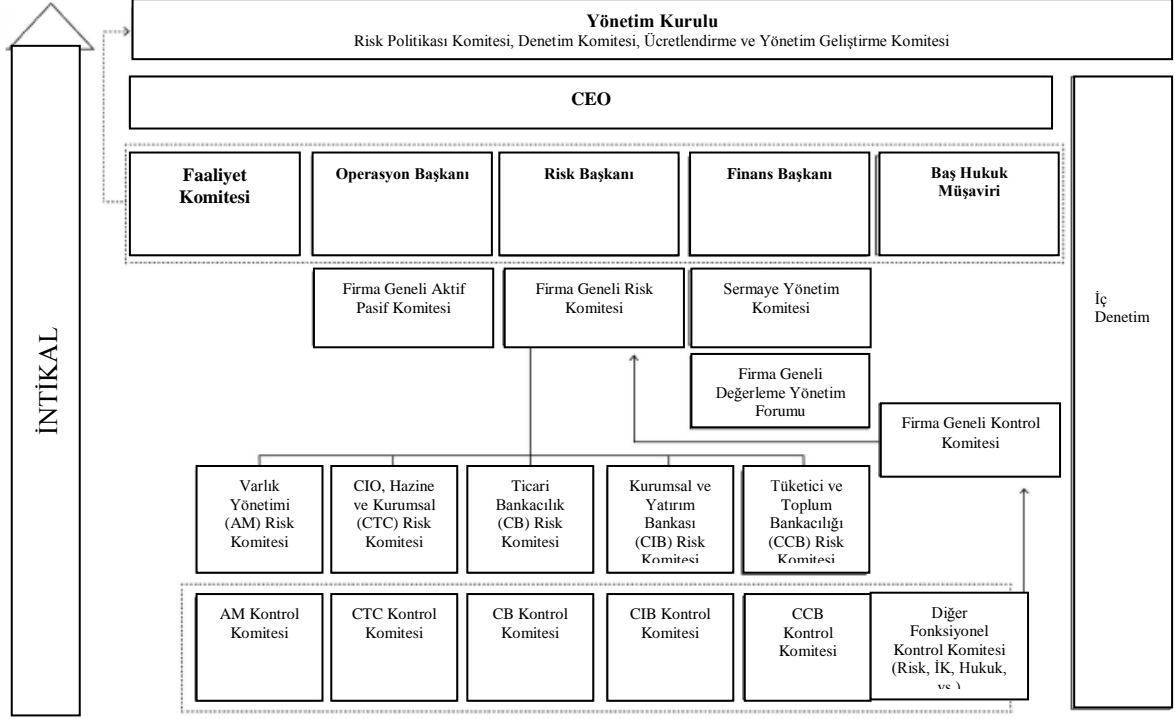 Yönetim Kurulu
Risk Politikası Komitesi, Denetim Komitesi, Ücretlendirme ve Yönetim Geliştirme Komitesi
CEO
Faaliyet
Komitesi
Operasyon Başkanı
Risk Başkanı
Finans Başkanı
Baş Hukuk
Müşaviri
Firma Geneli Aktif
Pasif Komitesi
Firma Geneli Risk
Komitesi
Sermaye Yönetim
Komitesi
Firma Geneli
Değerleme Yönetim
Forumu
Firma Geneli Kontrol
Komitesi
İç
Denetim
İNTİKAL
Varlık
Yönetimi
(AM) Risk
Komitesi
CIO, Hazine
ve Kurumsal
(CTC) Risk
Komitesi
Ticari
Bankacılık
(CB) Risk
Komitesi
Kurumsal ve
Yatırım
Bankası
(CIB) Risk
Komitesi
Tüketici ve
Toplum
Bankacılığı
(CCB) Risk
Komitesi
AM Kontrol
Komitesi
CTC Kontrol
Komitesi
CB Kontrol
Komitesi
CIB Kontrol
Komitesi
CCB
Kontrol
Komitesi
Diğer
Fonksiyonel
Kontrol Komitesi
(Risk, İK, Hukuk,
vs.)